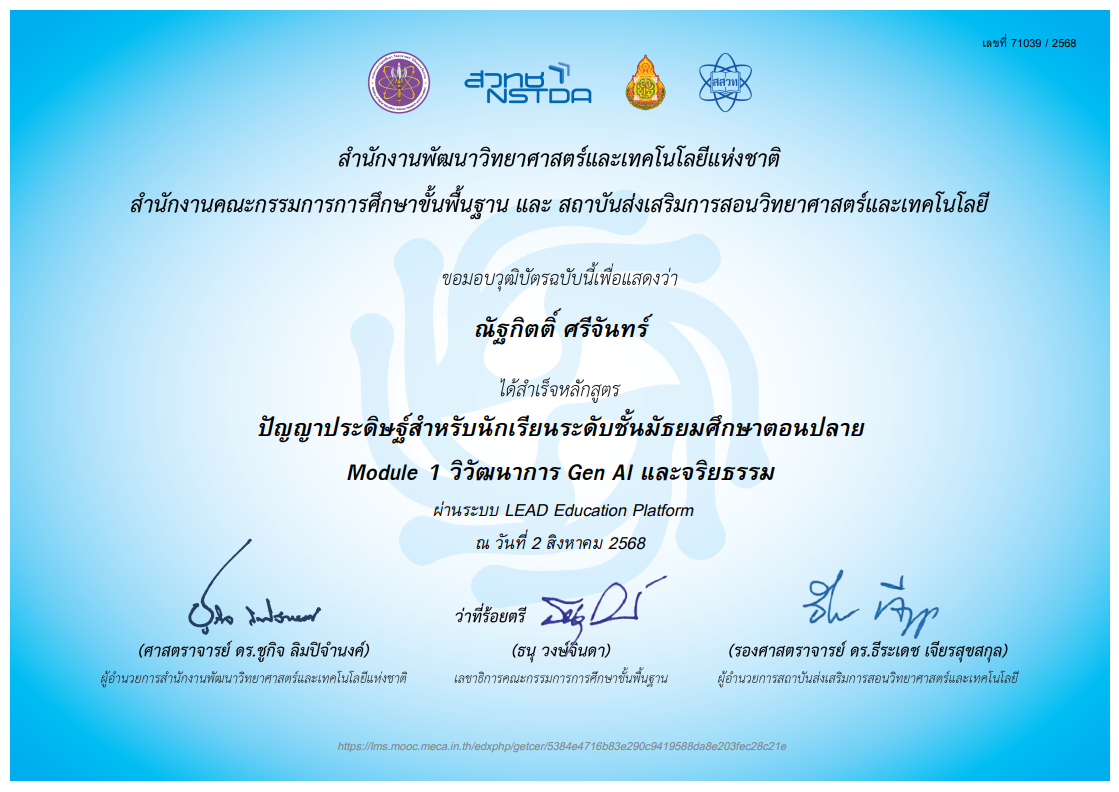 เลขที่ 71039 / 2568
สวทช
NSTDA
สสวท
สำนักงานพัฒนาวิทยาศาสตร์และเทคโนโลยีแห่งชาติ
สำนักงานคณะกรรมการการศึกษาขั้นพื้นฐาน และ สถาบันส่งเสริมการสอนวิทยาศาสตร์และเทคโนโลยี
ขอมอบวุฒิบัตรฉบับนี้เพื่อแสดงว่า
ณัฐกิตติ์ ศรีจันทร์
ได้สำเร็จหลักสูตร
ปัญญาประดิษฐ์สำหรับนักเรียนระดับชั้นมัธยมศึกษาตอนปลาย
Module 1 วิวัฒนาการ Gen AI และจริยธรรม
ผ่านระบบ LEAD Education Platform
ณ วันที่ 2 สิงหาคม 2568
ว่าที่ร้อยตรี
(ศาสตราจารย์ ดร.ชูกิจ ลิมปิจำนงค์) (ธนุ วงษ์จินดา) (รองศาสตราจารย์ ดร.ธีระเดช เจียรสุขสกุล)
ผู้อำนวยการสำนักงานพัฒนาวิทยาศาสตร์และเทคโนโลยีแห่งชาติ เลขาธิการคณะกรรมการการศึกษาขั้นพื้นฐาน ผู้อำนวยการสถาบันส่งเสริมการสอนวิทยาศาสตร์และเทคโนโลยี
https://lms.mooc.meca.in.th/edxphp/getcer/5384e4716b83e290c9419588da8e203fec28c21e